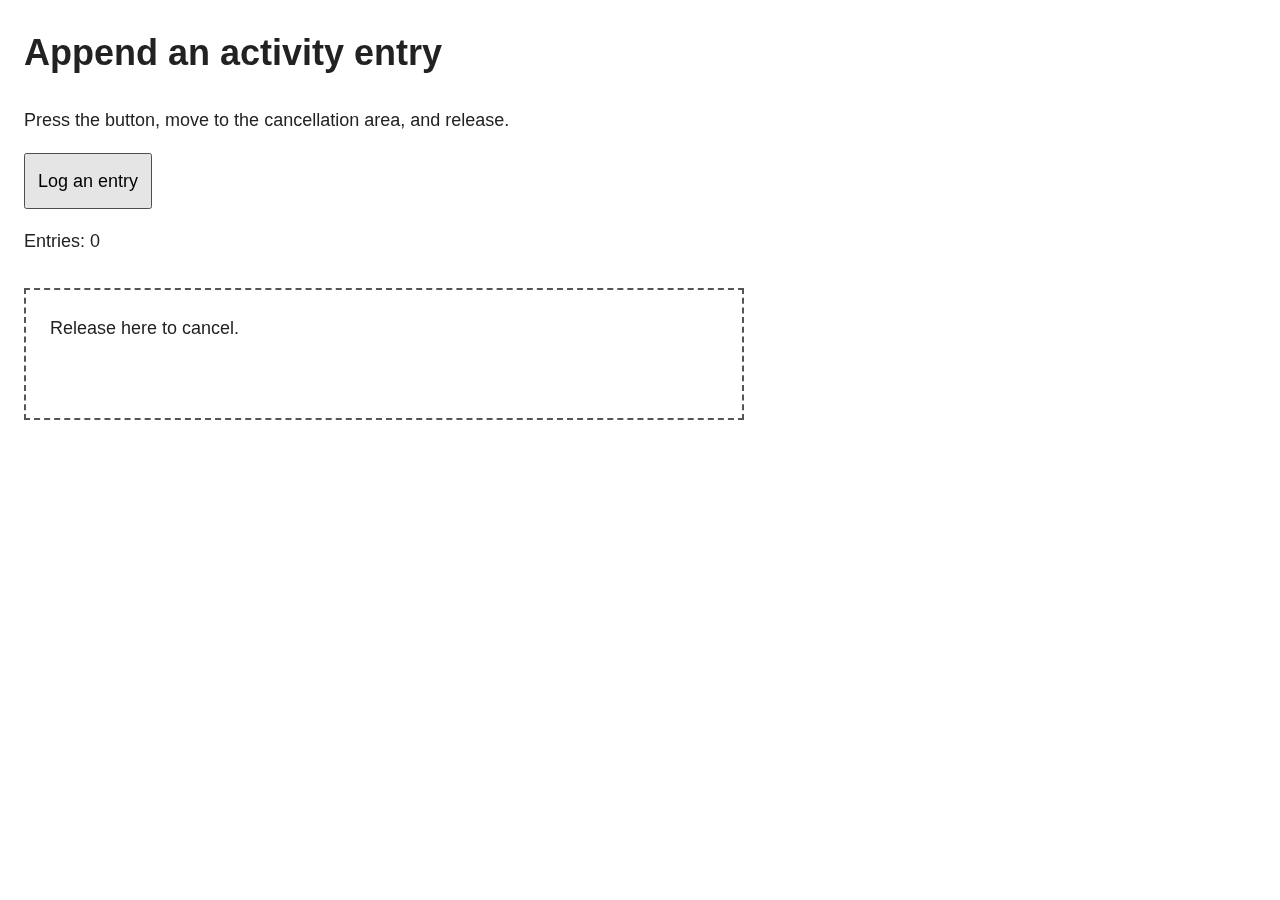 Append an activity entry
Press the button, move to the cancellation area, and release.
Log an entry
Entries: 0
Release here to cancel.